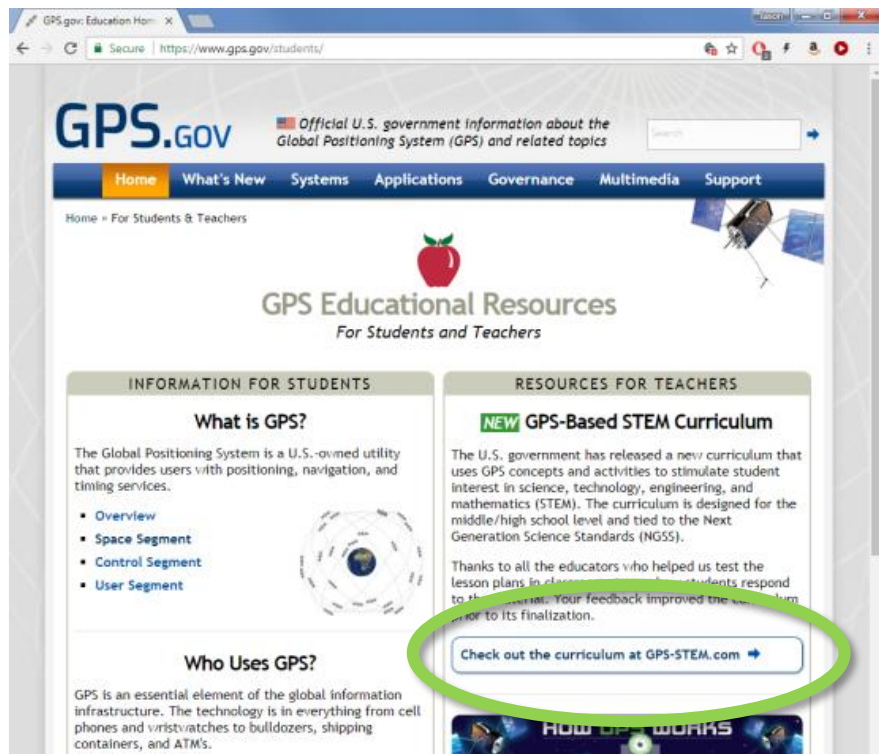 GPS.gov: Education Hom
Jason
Secure https://www.gps.gov/students/
GPS.GOV
Official U.S. government information about the
Global Positioning System (GPS) and related topics
Search
Home What's New Systems Applications Governance Multimedia Support
Home » For Students & Teachers
GPS Educational Resources
For Students and Teachers
INFORMATION FOR STUDENTS
What is GPS?
The Global Positioning System is a U.S.-owned utility
that provides users with positioning, navigation, and
timing services.
Overview
Space Segment
Control Segment
User Segment
Who Uses GPS?
GPS is an essential element of the global information
infrastructure. The technology is in everything from cell
phones and wristwatches to bulldozers, shipping
containers, and ATM's.
RESOURCES FOR TEACHERS
NEW GPS-Based STEM Curriculum
The U.S. government has released a new curriculum that
uses GPS concepts and activities to stimulate student
interest in science, technology, engineering, and
mathematics (STEM). The curriculum is designed for the
middle/high school level and tied to the Next
Generation Science Standards (NGSS).
Thanks to all the educators who helped us test the
lesson plans in students respond
to the material. Your feedback improved the curriculum
prior to its finalization.
Check out the curriculum at GPS-STEM.com
HOW GPS WORKS